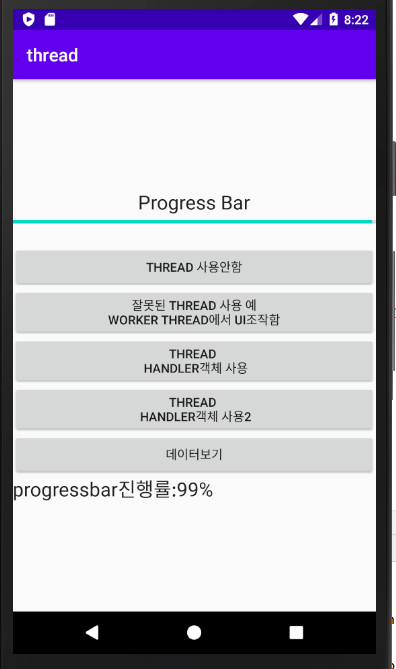 8:22
thread
Progress Bar
THREAD 사용안함
잘못된 THREAD 사용 예
WORKER THREAD에서 UI조작함
THREAD
HANDLER객체 사용
THREAD
HANDLER객체 사용2
데이터보기
progressbar진행률:99%